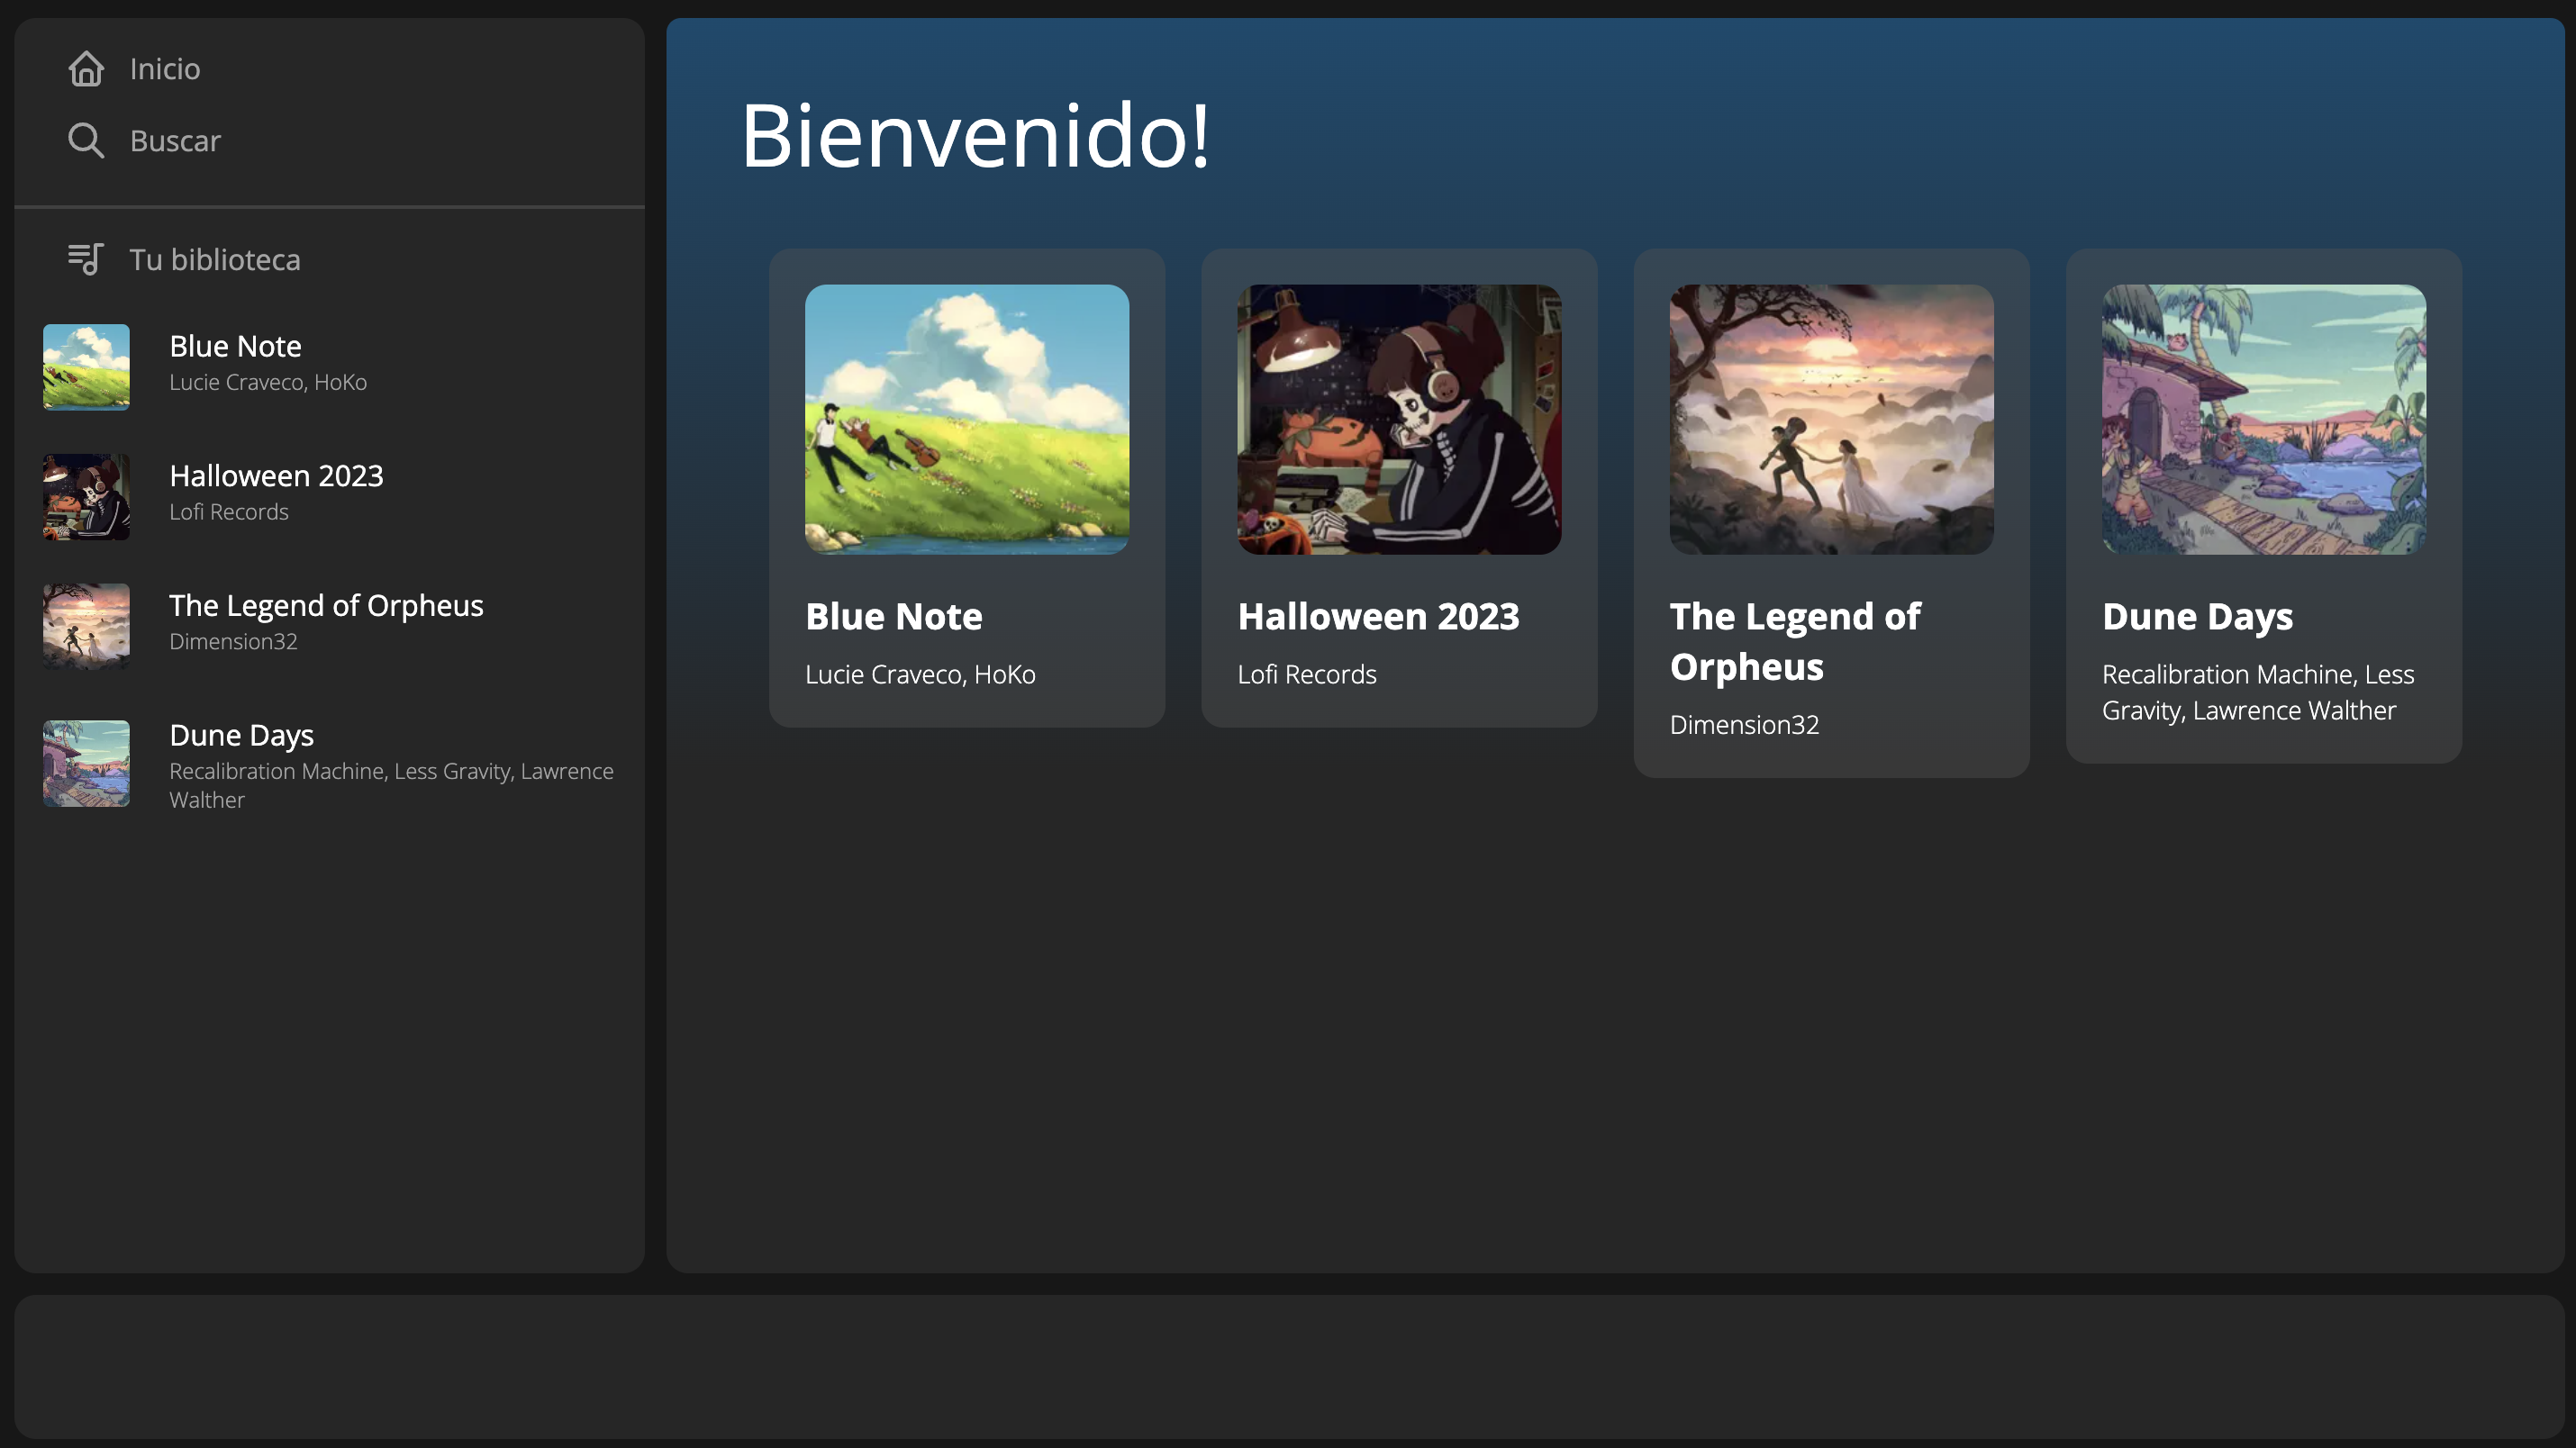 Inicio
Buscar
Tu biblioteca
Blue Note
Lucie Craveco, HoKo
Halloween 2023
Lofi Records
The Legend of Orpheus
Dimension32
Dune Days
Recalibration Machine, Less Gravity, Lawrence
Walther
Bienvenido!
Blue Note
Lucie Craveco, HoKo
Halloween 2023
Lofi Records
The Legend of
Orpheus
Dimension32
Dune Days
Recalibration Machine, Less
Gravity, Lawrence Walther